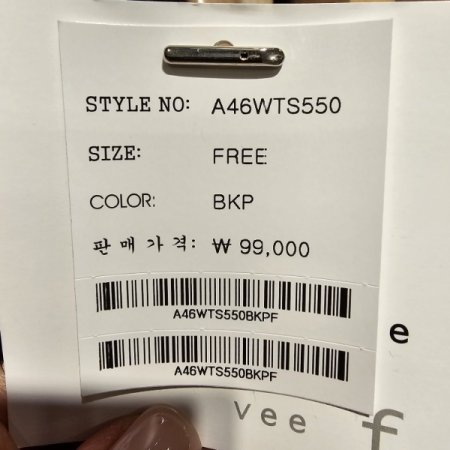 STYLE NO: A46WTS550
SIZE: FREE
COLOR: BKP
판매가격: ₩ 99,000
A46WTS550BKPF
A46WTS550BKPF
e
vee f